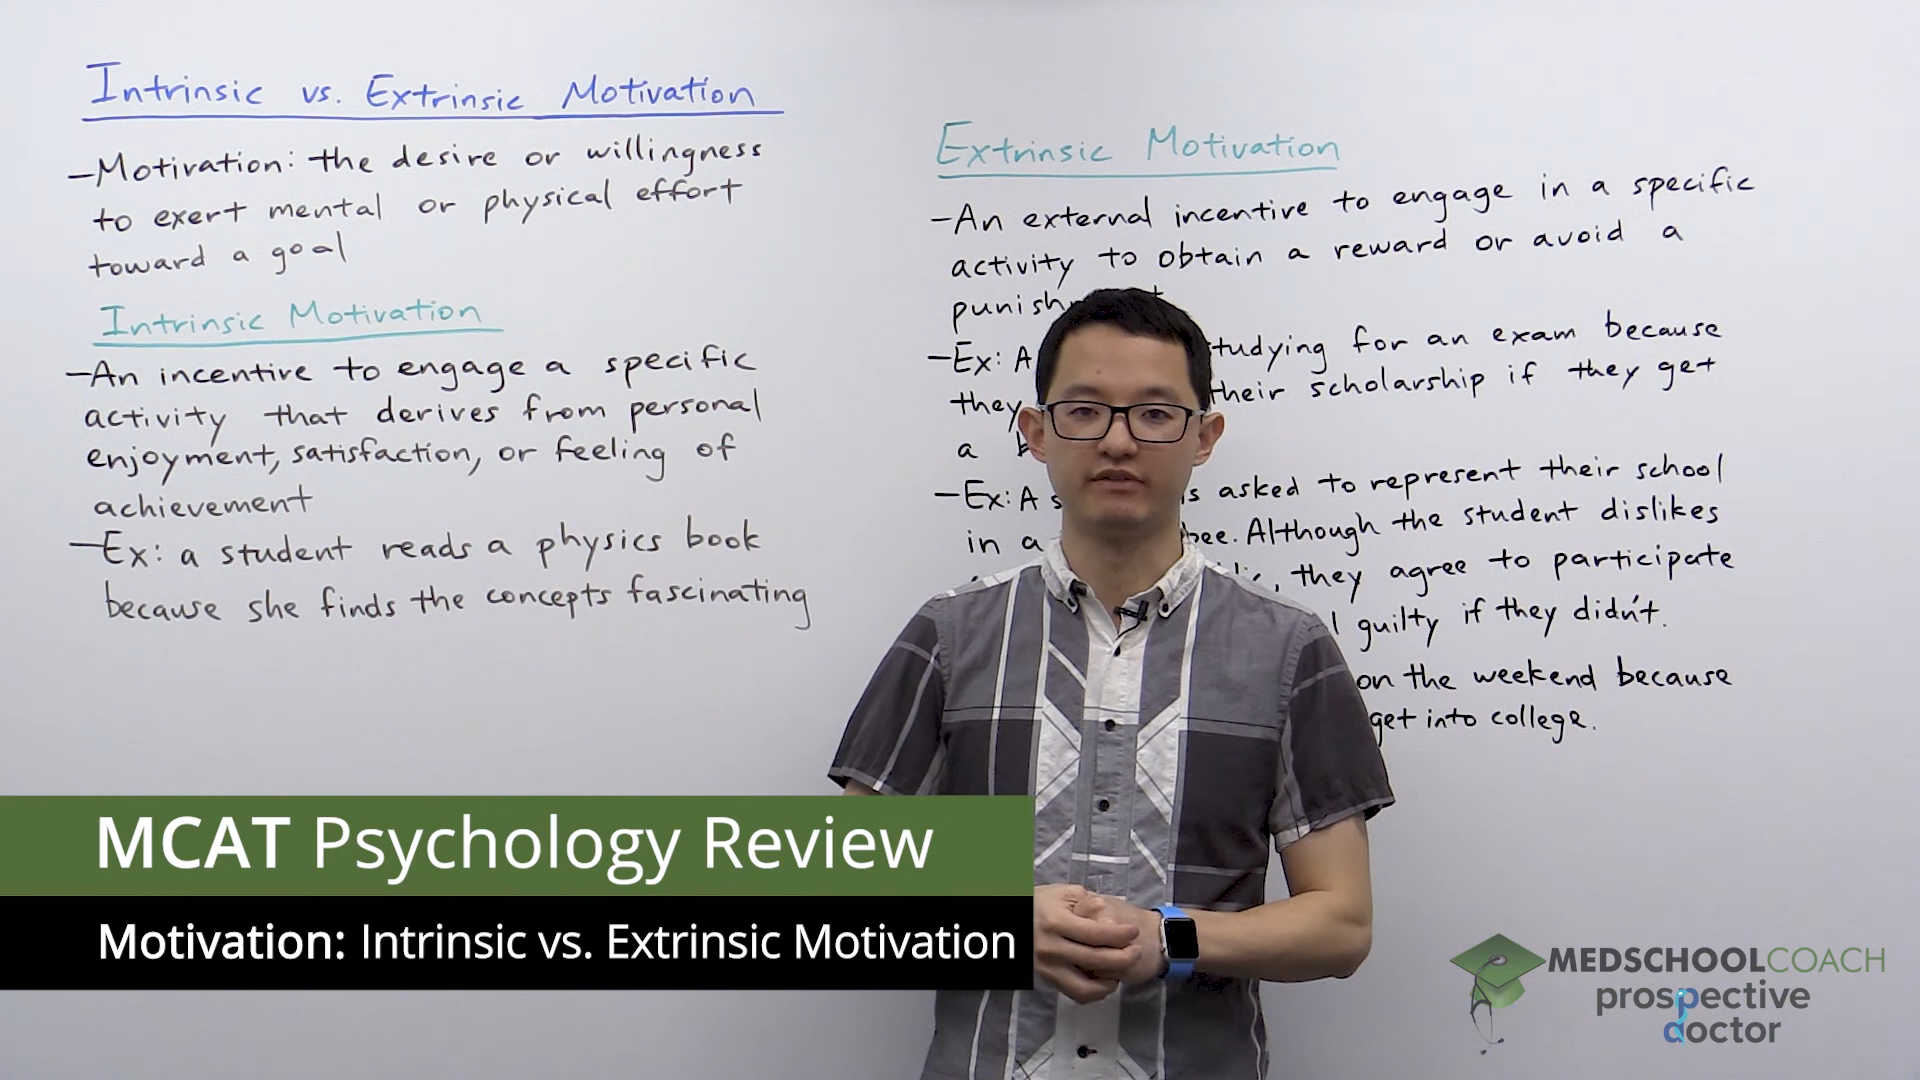 Intrinsic vs. Extrinsic Motivation
–Motivation: the desire or willingness
to exert mental or physical effort
toward a goal
Intrinsic Motivation
–An incentive to engage a specific
activity that derives from personal
enjoyment, satisfaction, or feeling of
achievement
–Ex: a student reads a physics book
because she finds the concepts fascinating
Extrinsic Motivation
–An external incentive to engage in a specific
activity to obtain a reward or avoid a
–Ex: A studying for an exam because
they their scholarship if they get
a
–Ex: A is asked to represent their school
in a bee. Although the student dislikes
they agree to participate
guilty if they didn't.
on the weekend because
get into college.
MCAT Psychology Review
Motivation: Intrinsic vs. Extrinsic Motivation
MEDSCHOOLCOACH
prospective
doctor